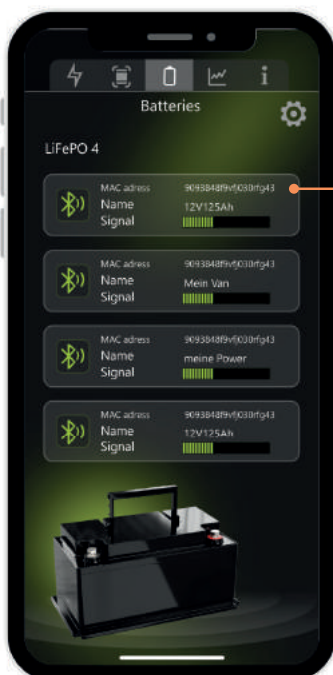 i
Batteries
LiFePO 4
MAC adress 9093848f9vfj030rfg43
Name 12V125Ah
Signal
MAC adress 9093848f9vfj030rfg43
Name Mein Van
Signal
MAC adress 9093848f9vfj030rfg43
Name meine Power
Signal
MAC adress 9093848f9vfj030rfg43
Name 12V125Ah
Signal